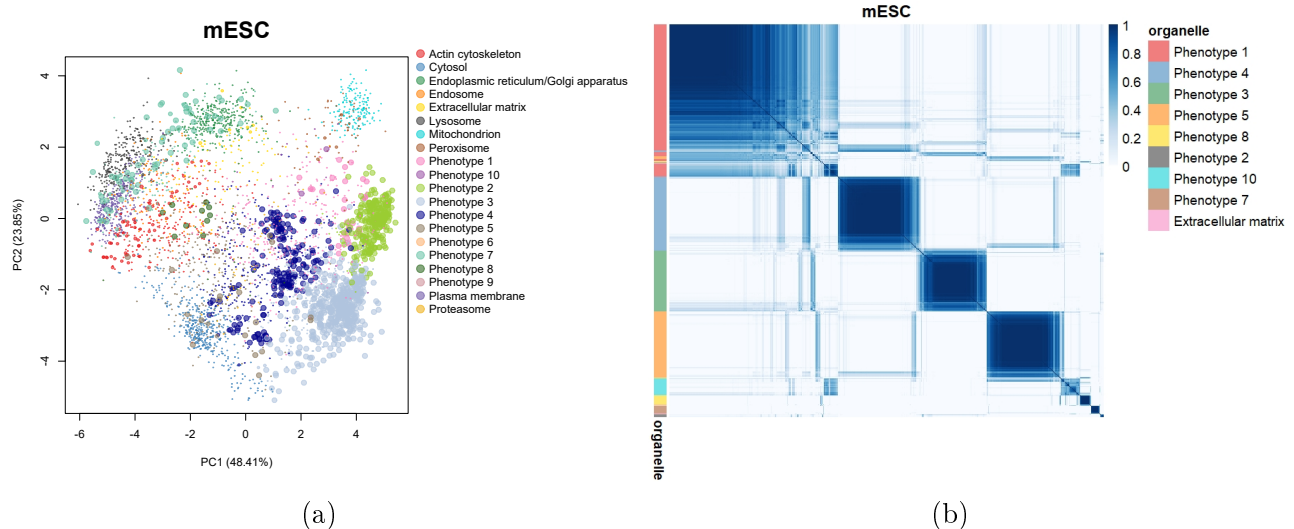 mESC
PC2 (23.85%)
4
2
0
-2
-4
-6
-4
-2
0
2
4
PC1 (48.41%)
Actin cytoskeleton
Cytosol
Endoplasmic reticulum/Golgi apparatus
Endosome
Extracellular matrix
Lysosome
Mitochondrion
Peroxisome
Phenotype 1
Phenotype 10
Phenotype 2
Phenotype 3
Phenotype 4
Phenotype 5
Phenotype 6
Phenotype 7
Phenotype 8
Phenotype 9
Plasma membrane
Proteasome
(a)
mESC
1
0.8
0.6
0.4
0.2
0
organelle
Phenotype 1
Phenotype 4
Phenotype 3
Phenotype 5
Phenotype 8
Phenotype 2
Phenotype 10
Phenotype 7
Extracellular matrix
organelle
(b)